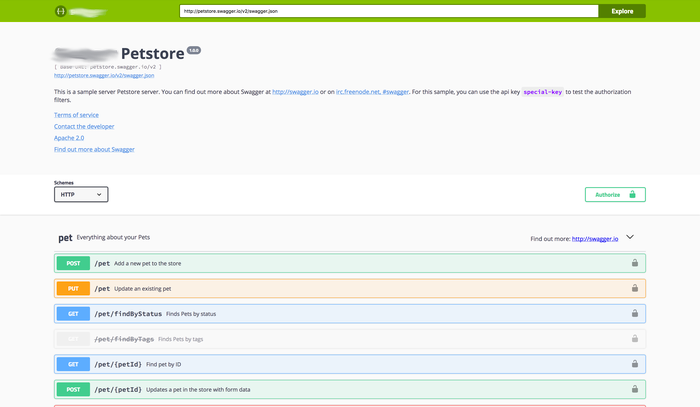 http://petstore.swagger.io/v2/swagger.json
Explore
Petstore 1.0.0
petstore.swagger.io/v2 ]
http://petstore.swagger.io/v2/swagger.json
This is a sample server Petstore server. You can find out more about Swagger at http://swagger.io or on irc.freenode.net, #swagger. For this sample, you can use the api key special-key to test the authorization
filters.
Terms of service
Contact the developer
Apache 2.0
Find out more about Swagger
Schemes
HTTP
Authorize
pet Everything about your Pets
Find out more: http://swagger.io
POST /pet Add a new pet to the store
PUT /pet Update an existing pet
GET /pet/findByStatus Finds Pets by status
GET /pet/findByTags Finds Pets by tags
GET /pet/{petId} Find pet by ID
POST /pet/{petId} Updates a pet in the store with form data